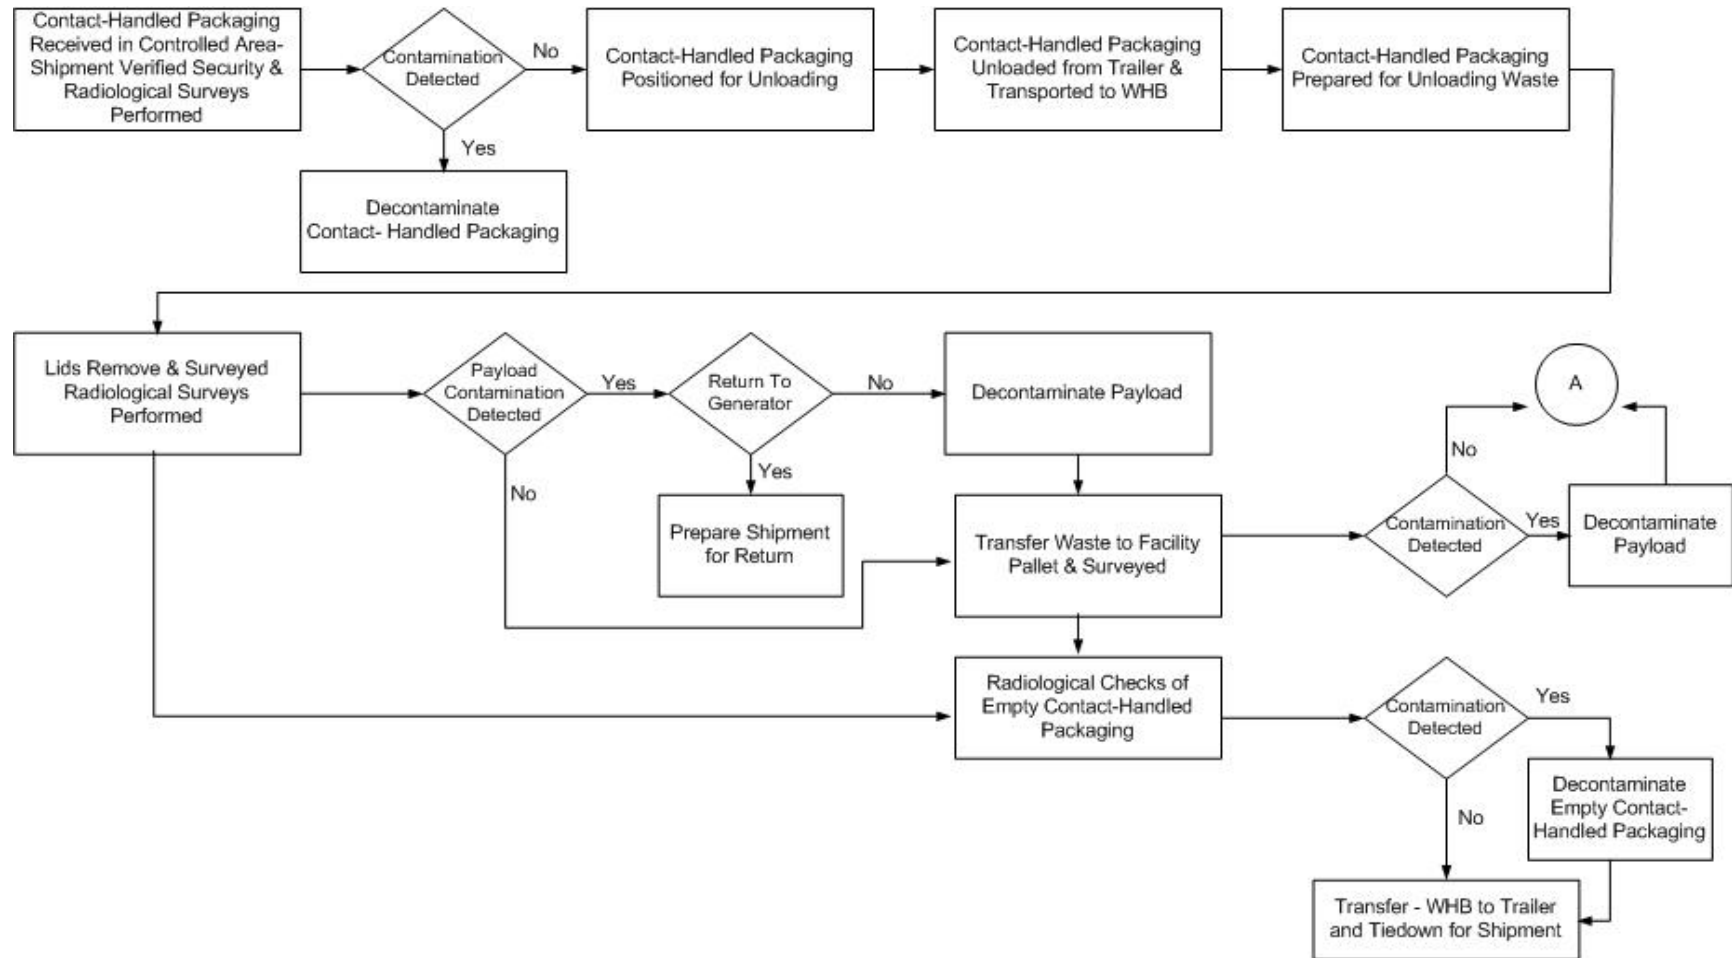 Contact-Handled Packaging
Received in Controlled Area-
Shipment Verified Security &
Radiological Surveys
Performed
Contamination
Detected
No
Yes
Contact-Handled Packaging
Positioned for Unloading
Contact-Handled Packaging
Unloaded from Trailer &
Transported to WHB
Contact-Handled Packaging
Prepared for Unloading Waste
Decontaminate
Contact- Handled Packaging
Lids Remove & Surveyed
Radiological Surveys
Performed
Payload
Contamination
Detected
Yes
No
Return To
Generator
No
Yes
Decontaminate Payload
Prepare Shipment
for Return
Transfer Waste to Facility
Pallet & Surveyed
A
No
Contamination
Detected
Yes
Decontaminate
Payload
Radiological Checks of
Empty Contact-Handled
Packaging
Contamination
Detected
Yes
No
Decontaminate
Empty Contact-
Handled Packaging
Transfer - WHB to Trailer
and Tiedown for Shipment